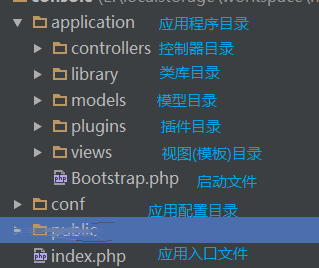 application 应用程序目录
controllers 控制器目录
library 类库目录
models 模型目录
plugins 插件目录
views 视图(模板)目录
Bootstrap.php 启动文件
conf 应用配置目录
public
index.php 应用入口文件